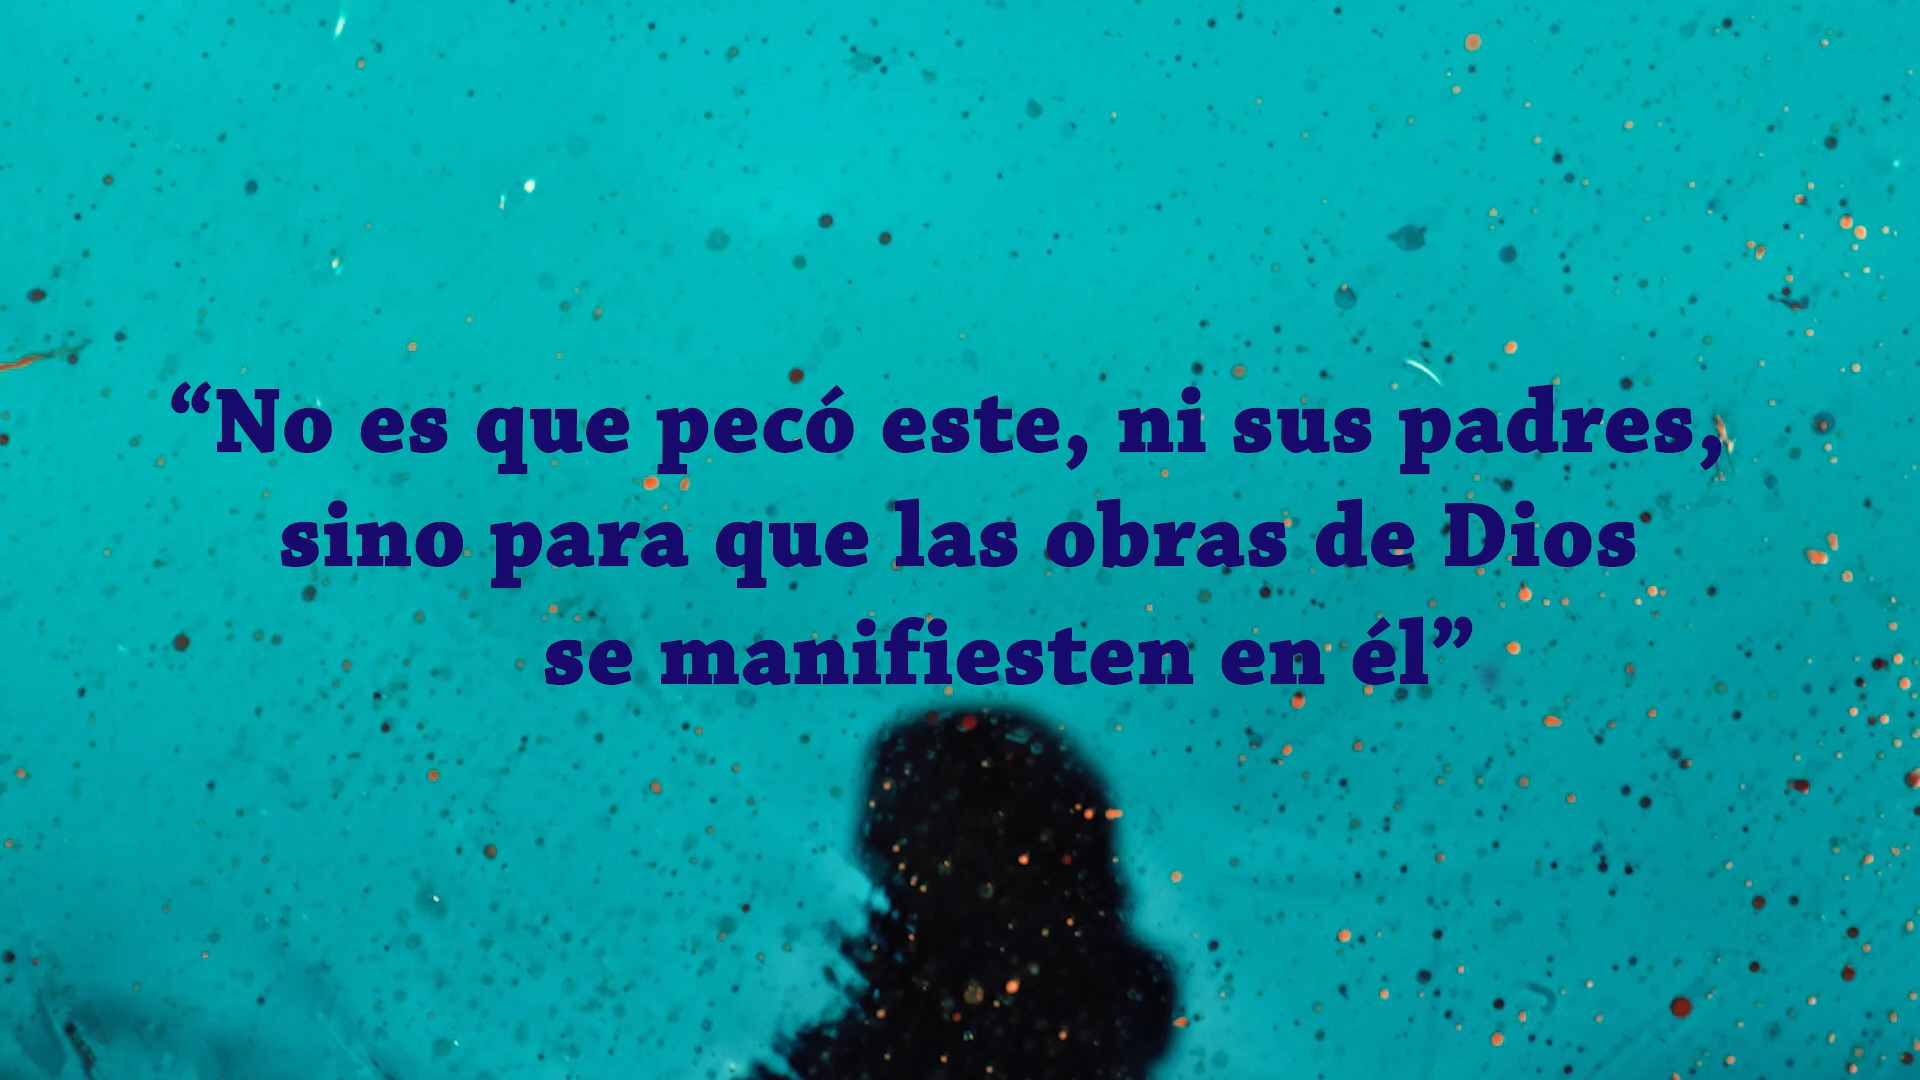 “No es que pecó este, ni sus padres,
sino para que las obras de Dios
se manifiesten en él”